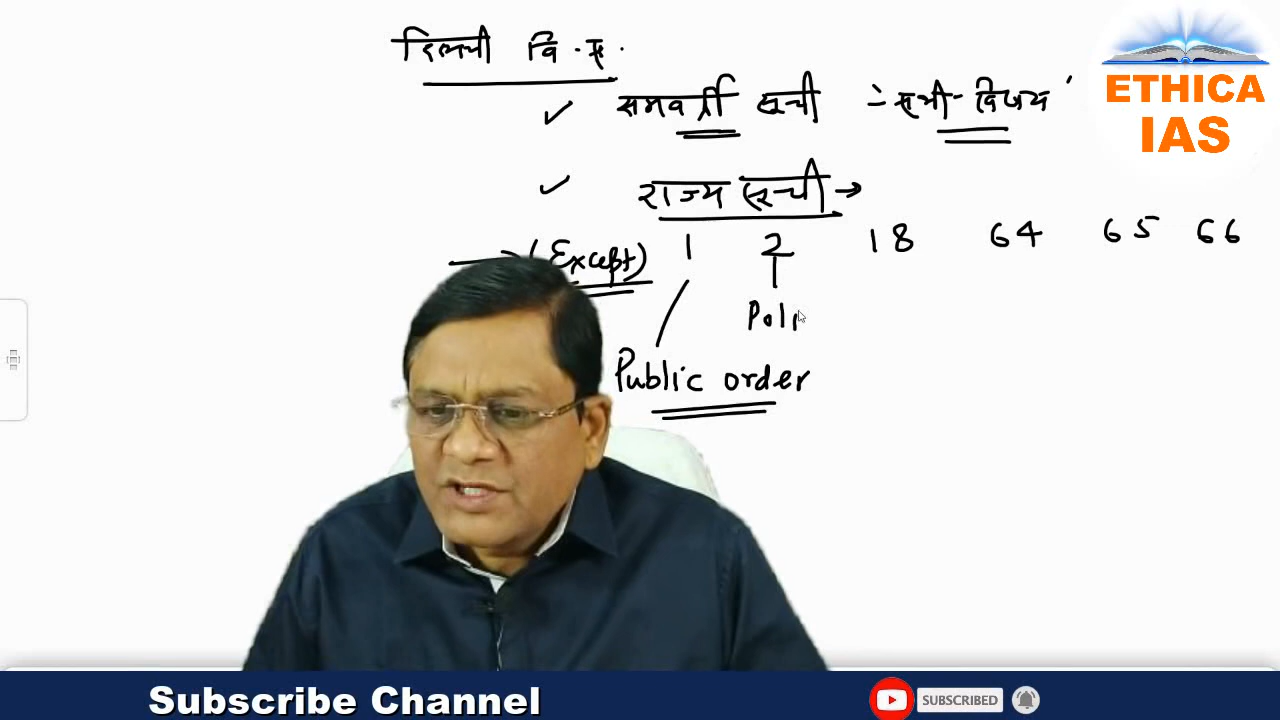 दिल्ली वि.स.
✓ समवर्ती सूची :- सभी विषय
✓ राज्य सूची →
(Except) 1 2 18 64 65 66
Poli
Public order
ETHICA
IAS
Subscribe Channel
SUBSCRIBED